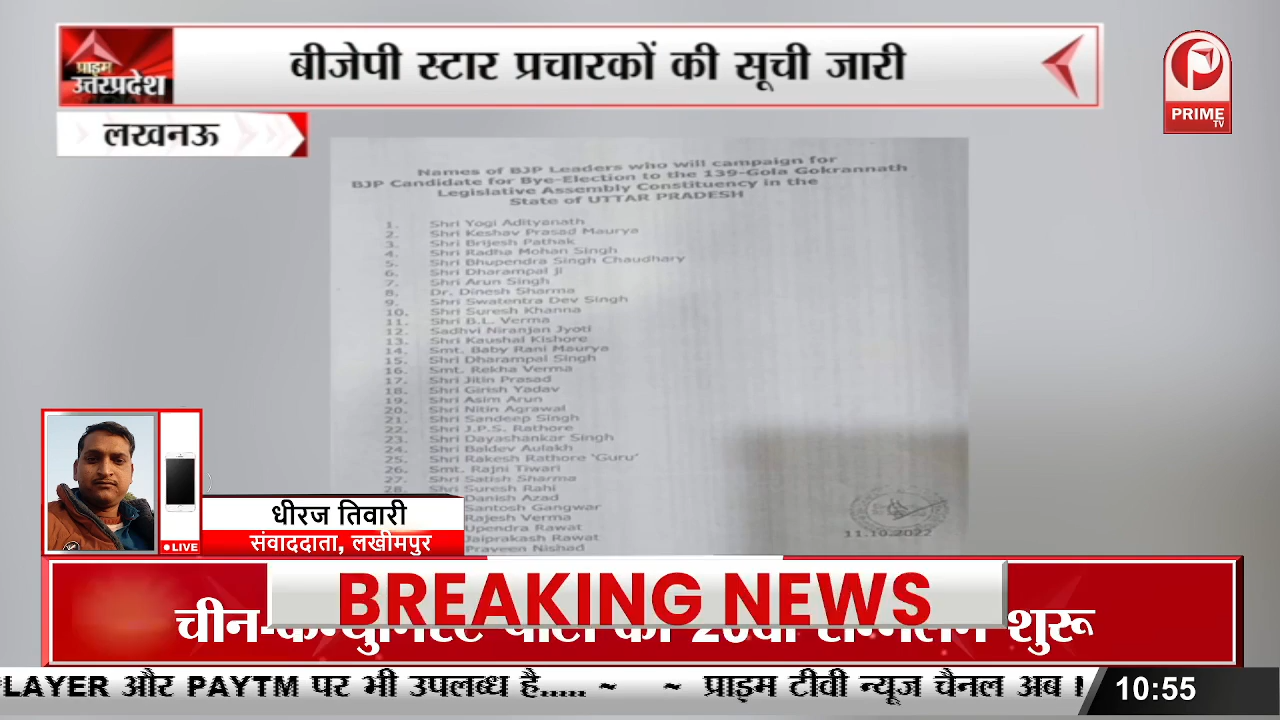 प्राइम
उत्तरप्रदेश
बीजेपी स्टार प्रचारकों की सूची जारी
PRIME
TV
लखनऊ
Names of BJP Leaders who will campaign for
BJP Candidate for Bye-Election to the 139-Gola Gokrannath
Legislative Assembly Constituency in the
State of UTTAR PRADESH
1. Shri Yogi Adityanath
2. Shri Keshav Prasad Maurya
3. Shri Brijesh Pathak
4. Shri Radha Mohan Singh
5. Shri Bhupendra Singh Chaudhary
6. Shri Dharampal ji
7. Shri Arun Singh
8. Dr. Dinesh Sharma
9. Shri Swatentra Dev Singh
10. Shri Suresh Khanna
11. Shri B.L. Verma
12. Sadhvi Niranjan Jyoti
13. Shri Kaushal Kishore
14. Smt. Baby Rani Maurya
15. Shri Dharampal Singh
16. Smt. Rekha Verma
17. Shri Jitin Prasad
18. Shri Girish Yadav
19. Shri Asim Arun
20. Shri Nitin Agrawal
21. Shri Sandeep Singh
22. Shri J.P.S. Rathore
23. Shri Dayashankar Singh
24. Shri Baldev Aulakh
25. Shri Rakesh Rathore 'Guru'
26. Smt. Rajni Tiwari
27. Shri Satish Sharma
28. Shri Suresh Rahi
Danish Azad
Santosh Gangwar
Rajesh Verma
Upendra Rawat
Jaiprakash Rawat
Praveen Nishad
11.10.2022
धीरज तिवारी
संवाददाता, लखीमपुर
LIVE
BREAKING NEWS
चीन-कम्युनिस्ट पार्टी का 20वां सम्मेलन शुरू
LAYER और PAYTM पर भी उपलब्ध है..... ~ ~ प्राइम टीवी न्यूज चैनल अब
10:55